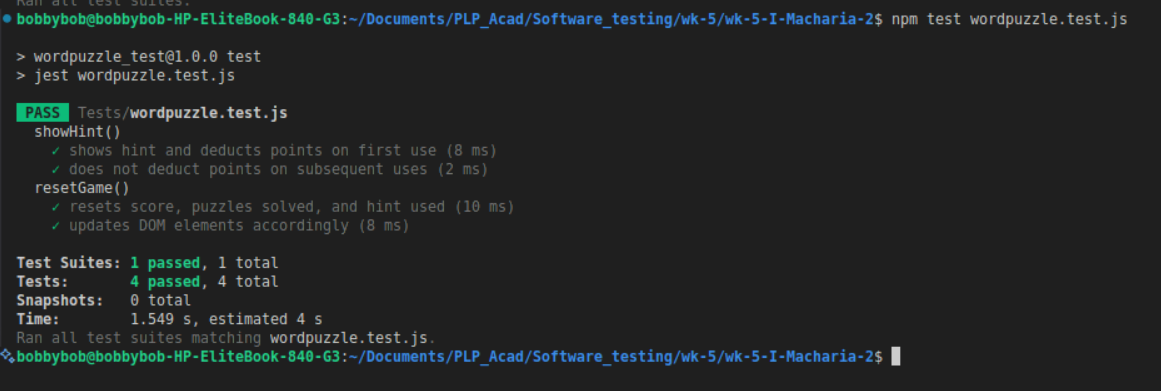 Ran all test suites.
bobbybob@bobbybob-HP-EliteBook-840-G3:~/Documents/PLP_Acad/Software_testing/wk-5/wk-5-I-Macharia-2$ npm test wordpuzzle.test.js
> wordpuzzle_test@1.0.0 test
> jest wordpuzzle.test.js
PASS Tests/wordpuzzle.test.js
showHint()
✓ shows hint and deducts points on first use (8 ms)
✓ does not deduct points on subsequent uses (2 ms)
resetGame()
✓ resets score, puzzles solved, and hint used (10 ms)
✓ updates DOM elements accordingly (8 ms)
Test Suites: 1 passed, 1 total
Tests: 4 passed, 4 total
Snapshots: 0 total
Time: 1.549 s, estimated 4 s
Ran all test suites matching wordpuzzle.test.js.
bobbybob@bobbybob-HP-EliteBook-840-G3:~/Documents/PLP_Acad/Software_testing/wk-5/wk-5-I-Macharia-2$